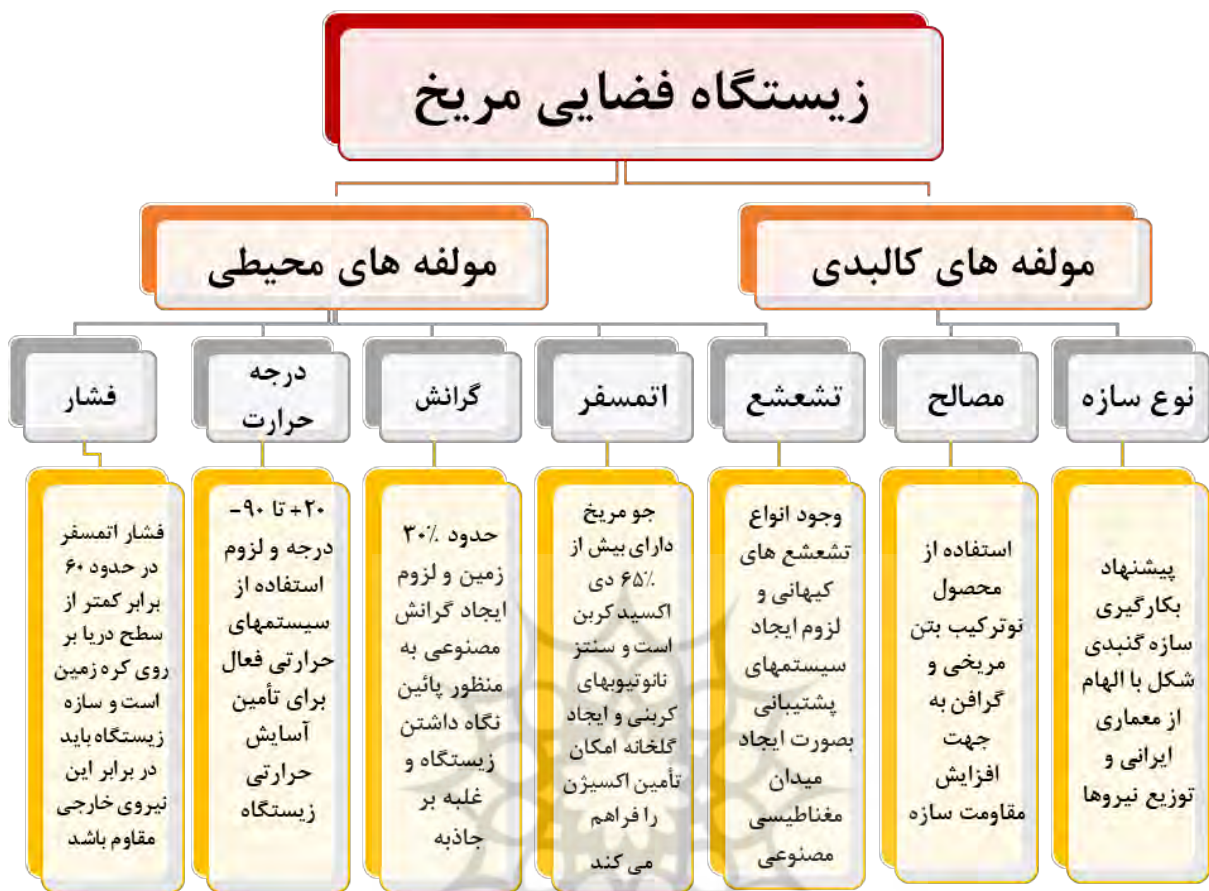 زیستگاه فضایی مریخ
مولفه های کالبدی
مولفه های محیطی
نوع سازه
مصالح
تشعشع
اتمسفر
گرانش
درجه
حرارت
فشار
پیشنهاد
بکارگیری
سازه گنبدی
شکل با الهام
از معماری
ایرانی و
توزیع نیروها
استفاده از
محصول
نوترکیب بتن
مریخی و
گرافن به
جهت
افزایش
مقاومت سازه
وجود انواع
تشعشع های
کیهانی و
لزوم ایجاد
سیستمهای
پشتیبانی
بصورت ایجاد
میدان
مغناطیسی
مصنوعی
جو مریخ
دارای بیش از
۶۵٪ دی
اکسید کربن
است و سنتز
نانوتیوبهای
کربنی و ایجاد
گلخانه امکان
تأمین اکسیژن
را فراهم
می کند
حدود ۳۰٪
زمین و لزوم
ایجاد گرانش
مصنوعی به
منظور پائین
نگاه داشتن
زیستگاه و
غلبه بر
جاذبه
+۲۰ تا ۹۰-
درجه و لزوم
استفاده از
سیستمهای
حرارتی فعال
برای تأمین
آسایش
حرارتی
زیستگاه
فشار اتمسفر
در حدود ۶۰
برابر کمتر از
سطح دریا بر
روی کره زمین
است و سازه
زیستگاه باید
در برابر این
نیروی خارجی
مقاوم باشد